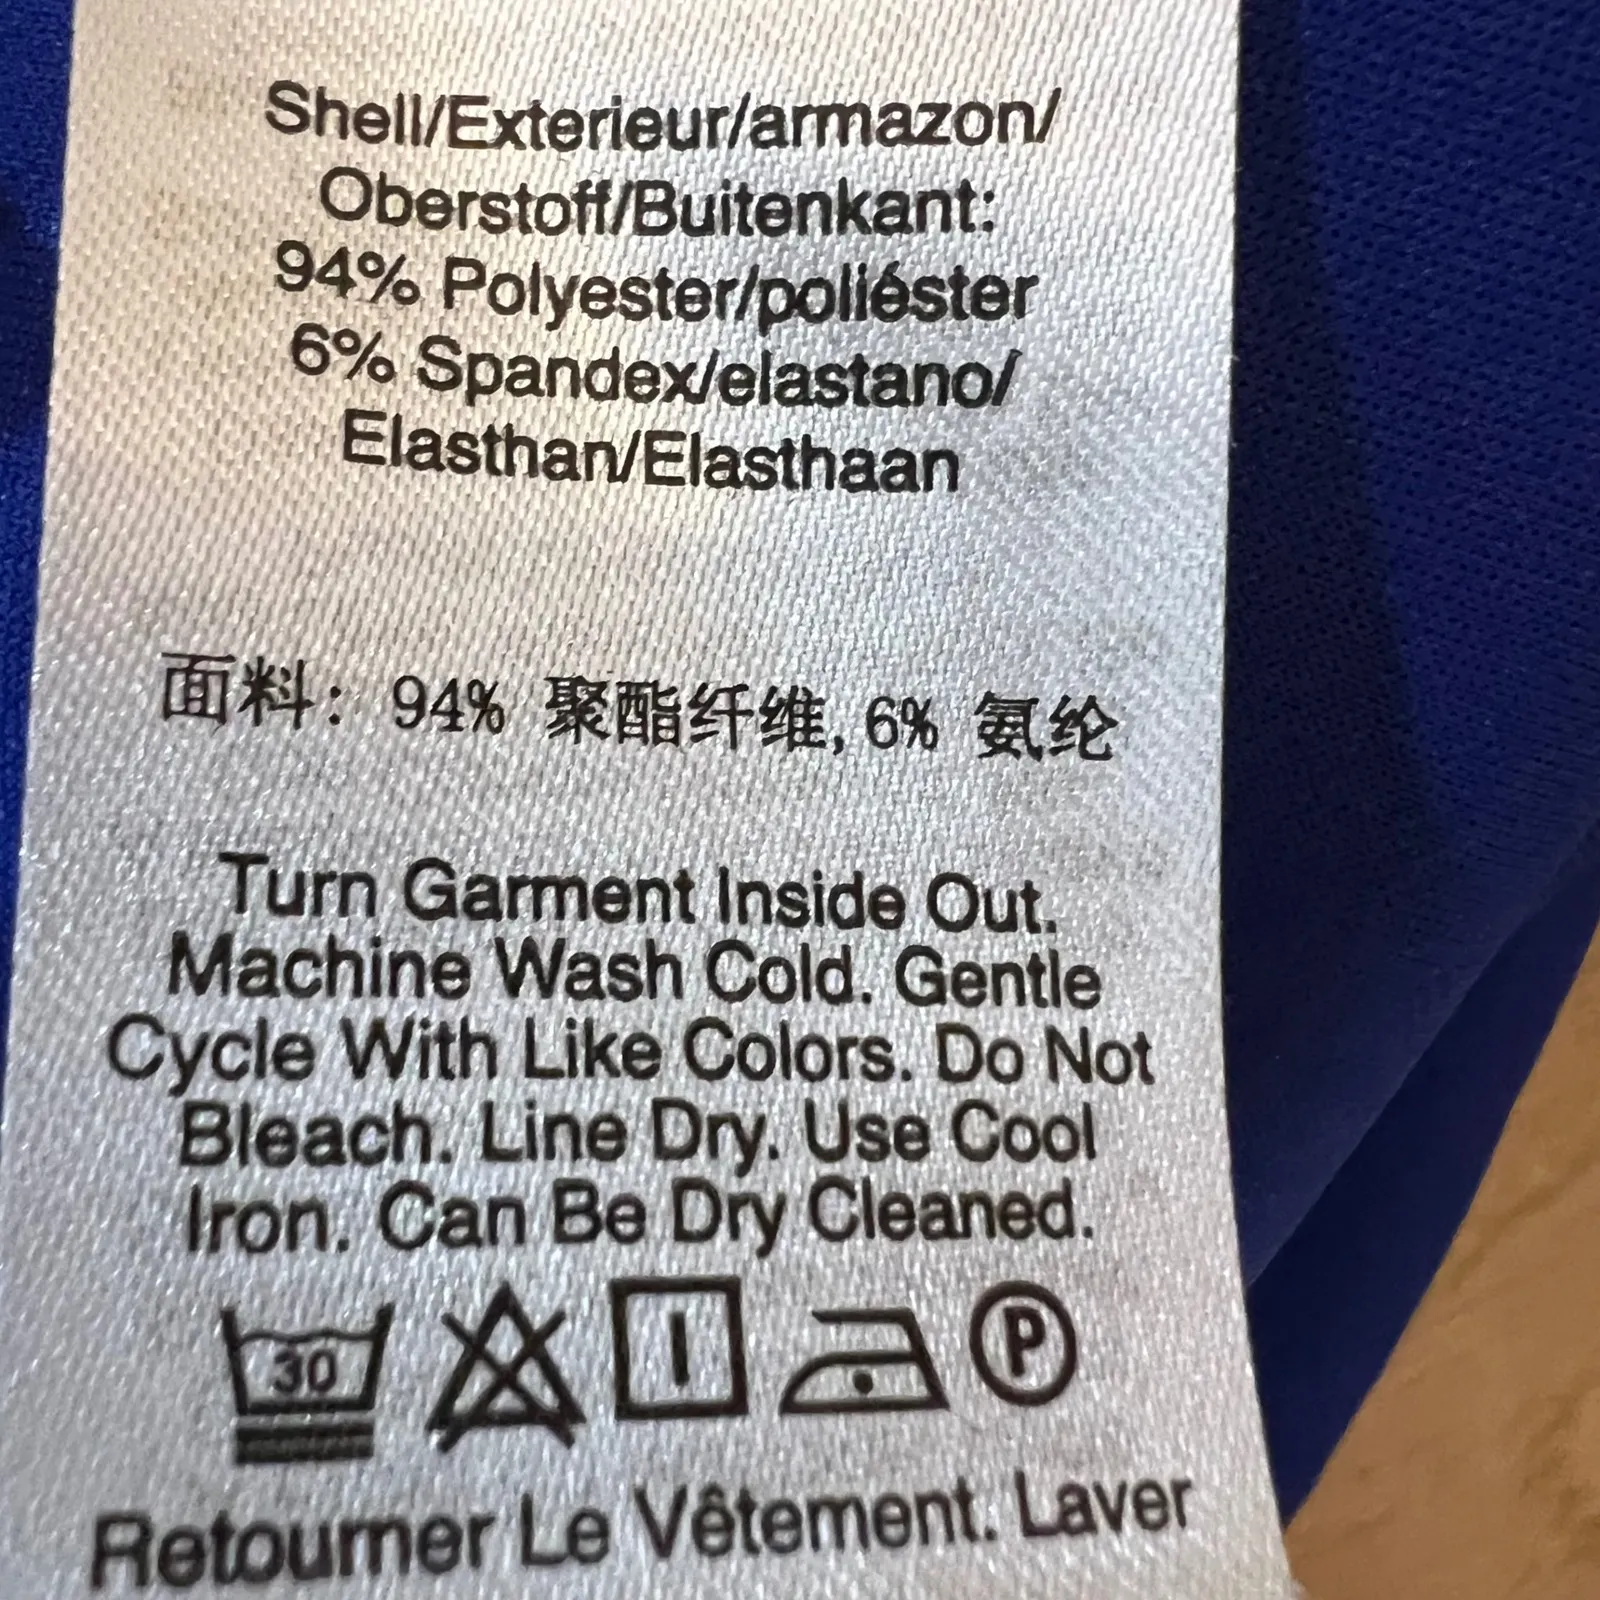 Shell/Exterieur/armazon/
Oberstoff/Buitenkant:
94% Polyester/poliéster
6% Spandex/elastano/
Elasthan/Elasthaan
面料: 94% 聚酯纤维, 6% 氨纶
Turn Garment Inside Out.
Machine Wash Cold. Gentle
Cycle With Like Colors. Do Not
Bleach. Line Dry. Use Cool
Iron. Can Be Dry Cleaned.
30 P
Retourner Le Vêtement. Laver